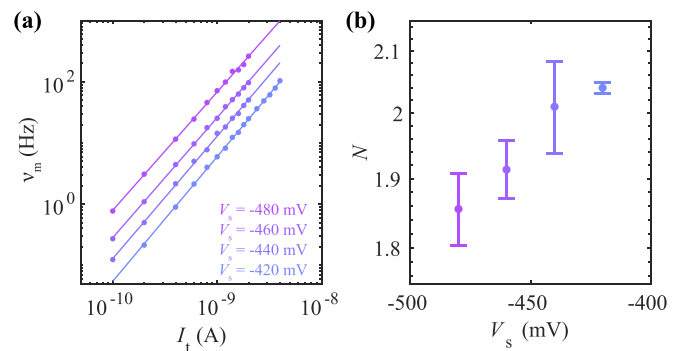 (a)
ν_m (Hz)
10^2
10^0
V_s = -480 mV
V_s = -460 mV
V_s = -440 mV
V_s = -420 mV
10^-10
10^-9
10^-8
I_t (A)
(b)
N
2.1
2
1.9
1.8
-500
-450
-400
V_s (mV)